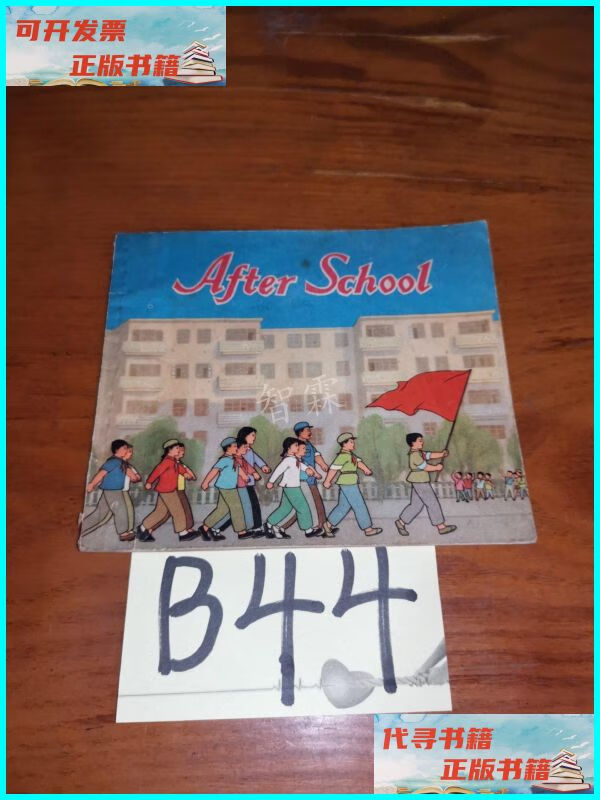 可开发票
正版书籍
After School
智霖
B44
代寻书籍
正版书籍